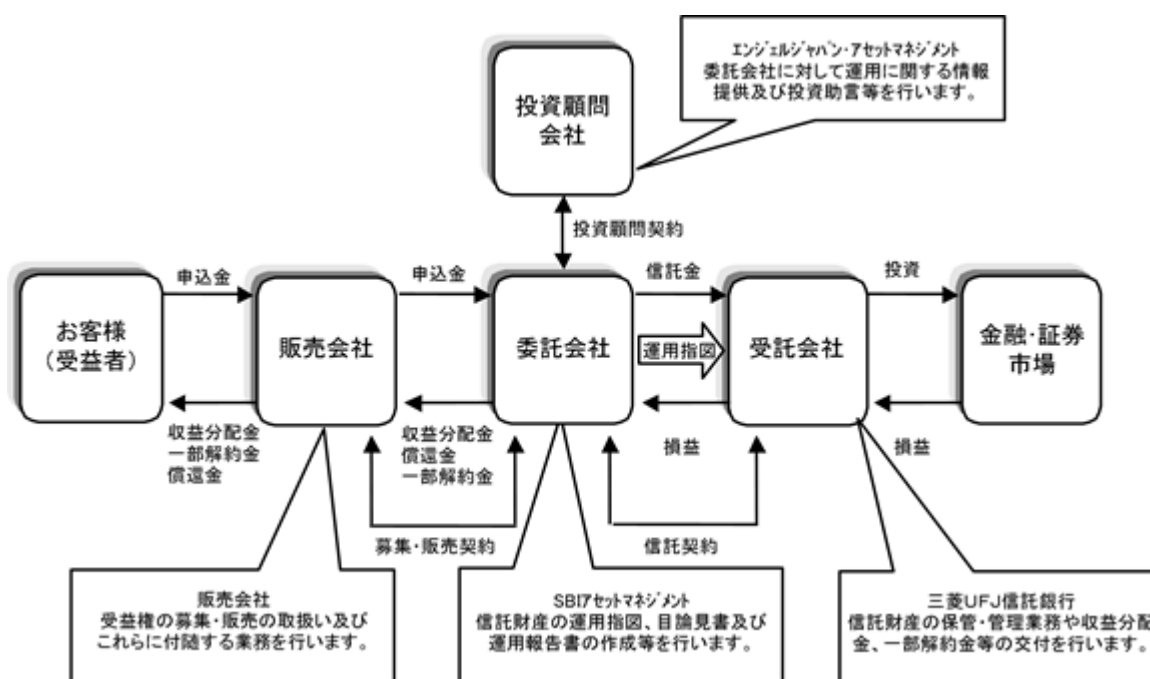 エンジェルジャパン・アセットマネジメント
委託会社に対して運用に関する情報
提供及び投資助言等を行います。
投資顧問
会社
投資顧問契約
申込金
申込金
信託金
投資
お客様
(受益者)
販売会社
委託会社
運用指図
受託会社
金融・証券
市場
収益分配金
一部解約金
償還金
収益分配金
償還金
一部解約金
損益
損益
募集・販売契約
信託契約
販売会社
受益権の募集・販売の取扱い及び
これらに付随する業務を行います。
SBIアセットマネジメント
信託財産の運用指図、目論見書及び
運用報告書の作成等を行います。
三菱UFJ信託銀行
信託財産の保管・管理業務や収益分配
金、一部解約金等の交付を行います。